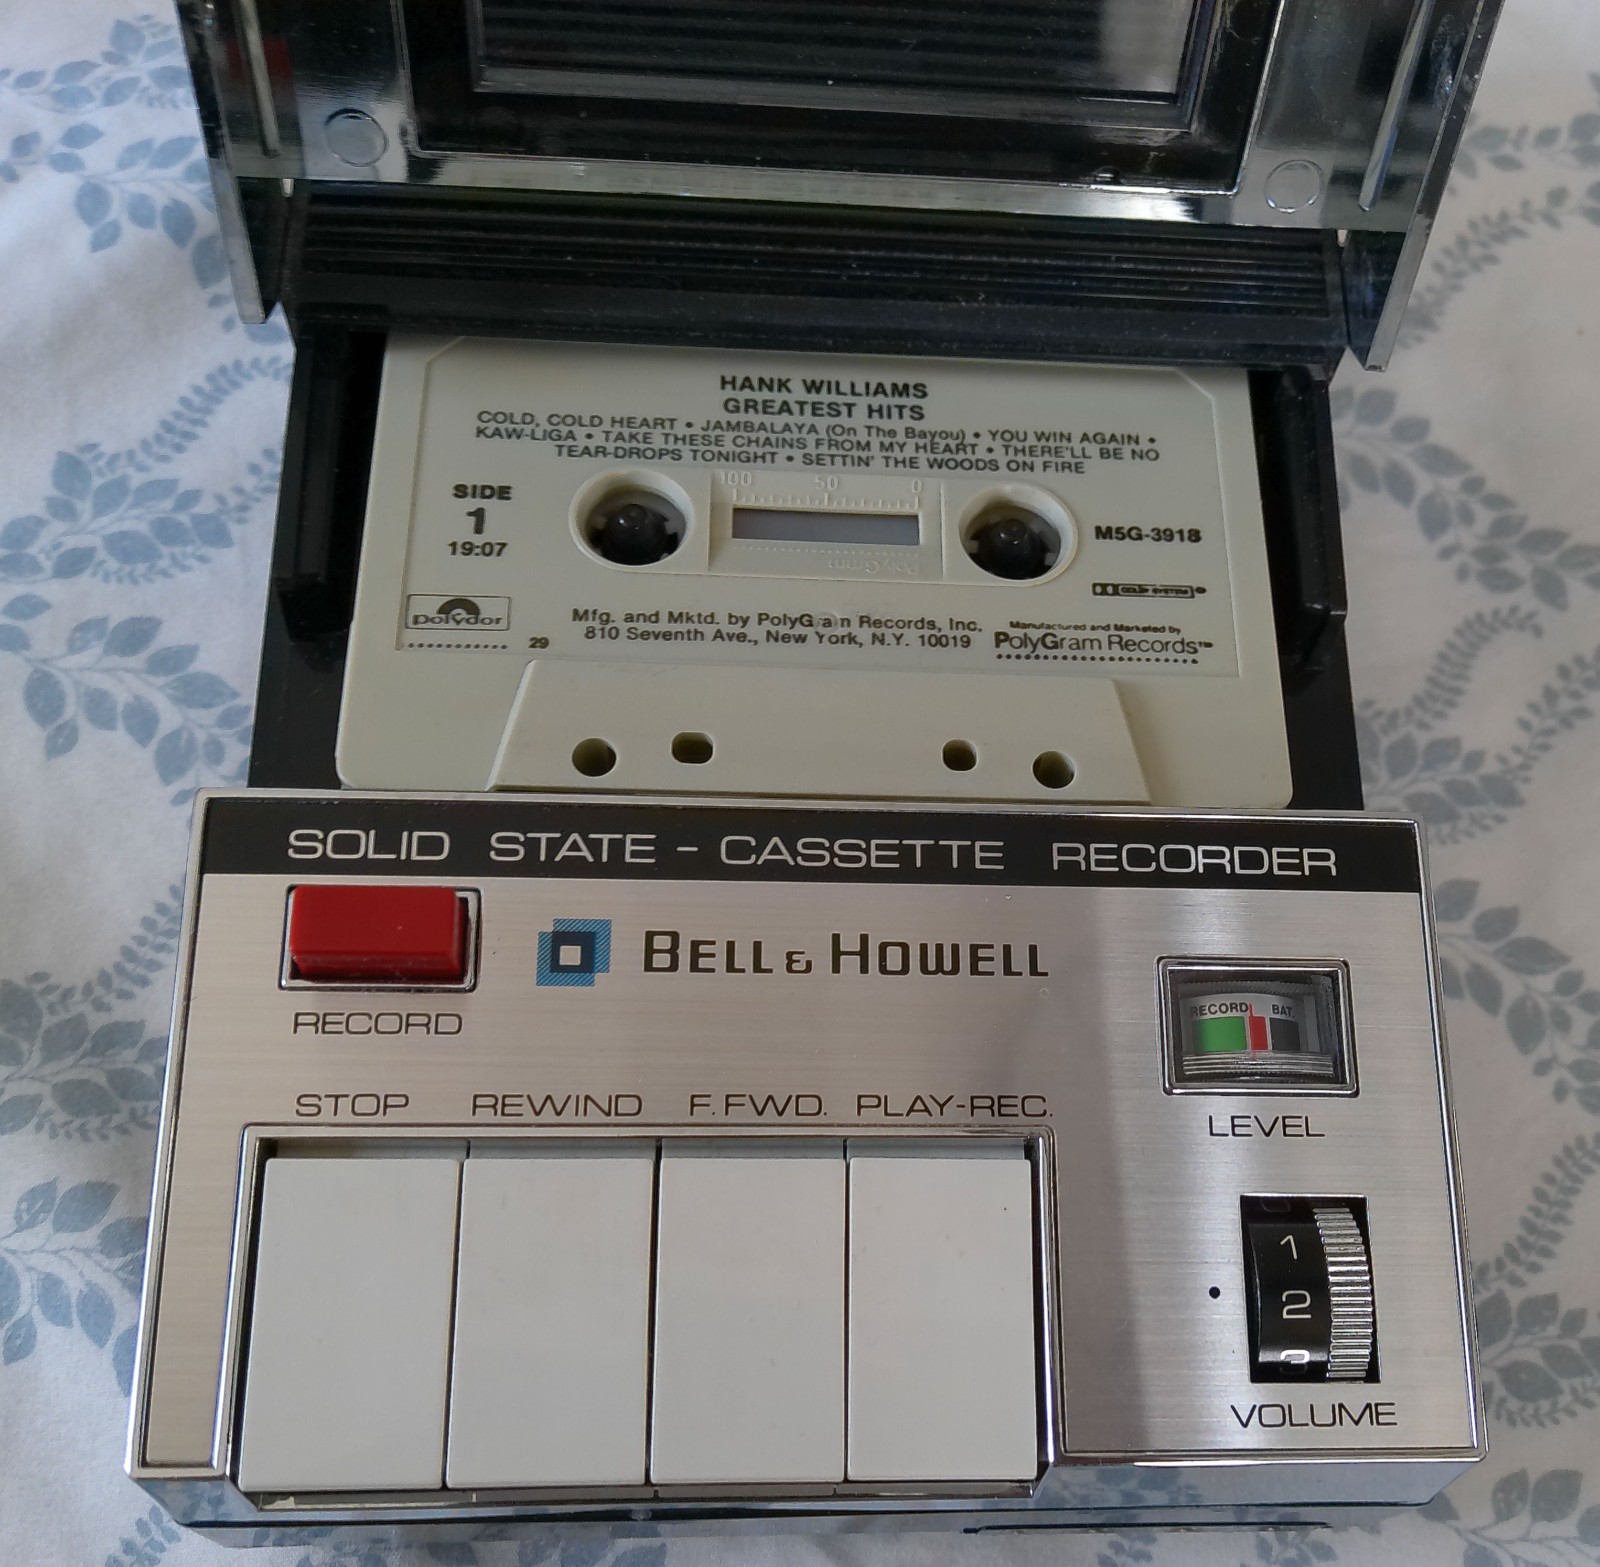 HANK WILLIAMS
GREATEST HITS
COLD, COLD HEART • JAMBALAYA (On The Bayou) • YOU WIN AGAIN •
KAW-LIGA • TAKE THESE CHAINS FROM MY HEART • THERE'LL BE NO
TEAR-DROPS TONIGHT • SETTIN' THE WOODS ON FIRE
100 50 0
SIDE
1
19:07
M5G-3918
PolyGram
polydor
29
Mfg. and Mktd. by PolyGram Records, Inc.
810 Seventh Ave., New York, N.Y. 10019
Manufactured and Marketed by
PolyGram Records™
SOLID STATE - CASSETTE RECORDER
BELL & HOWELL
RECORD
RECORD BAT.
LEVEL
STOP REWIND F. FWD. PLAY-REC.
1
2
3
VOLUME